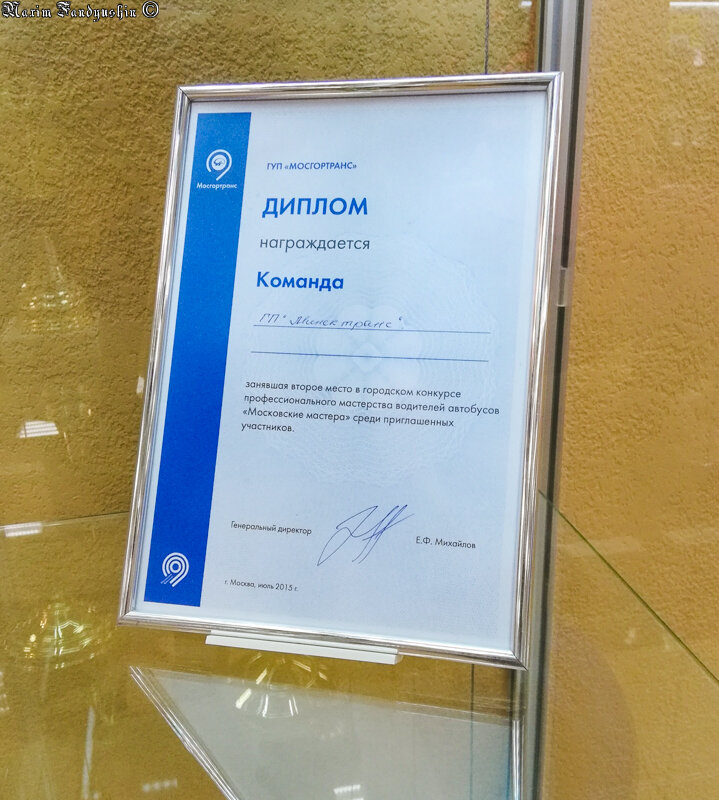 Maxim Fandyushin ©
Мосгортранс
ГУП «МОСГОРТРАНС»
ДИПЛОМ
награждается
Команда
ГП "Минсктранс"
занявшая второе место в городском конкурсе
профессионального мастерства водителей автобусов
«Московские мастера» среди приглашенных
участников.
Генеральный директор
Е.Ф. Михайлов
г. Москва, июль 2015 г.